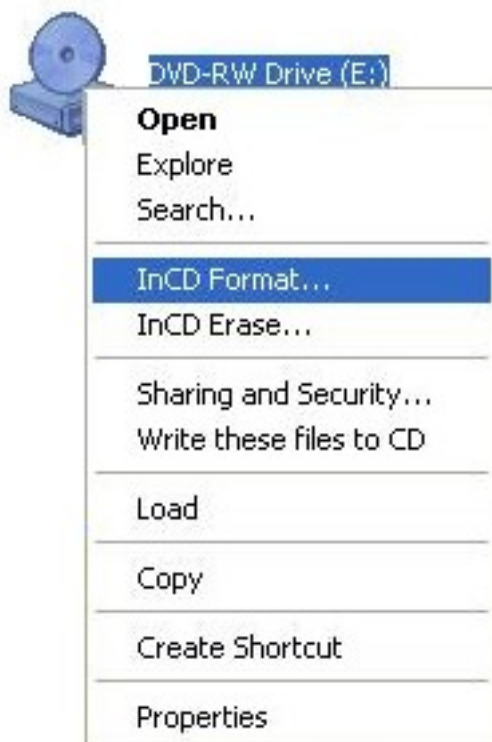 DVD-RW Drive (E:)
Open
Explore
Search...
InCD Format...
InCD Erase...
Sharing and Security...
Write these files to CD
Load
Copy
Create Shortcut
Properties